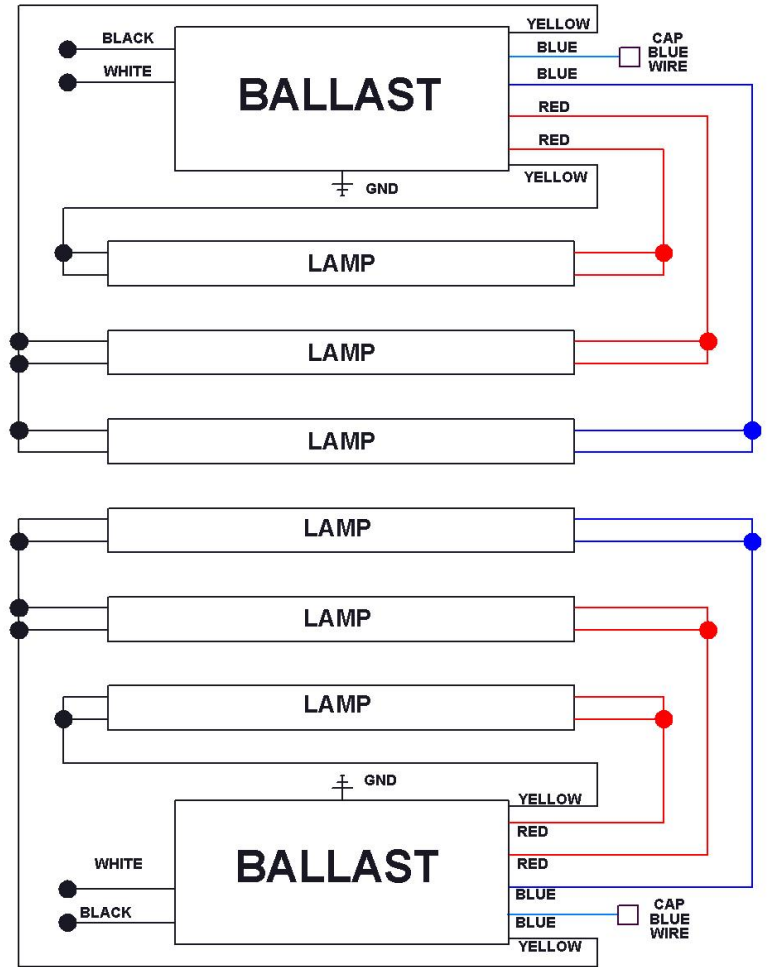 YELLOW
BLACK
BLUE
CAP
BLUE
WIRE
WHITE
BLUE
BALLAST
RED
RED
YELLOW
GND
LAMP
LAMP
LAMP
LAMP
LAMP
LAMP
GND
YELLOW
RED
RED
BALLAST
WHITE
BLUE
CAP
BLUE
WIRE
BLACK
BLUE
YELLOW